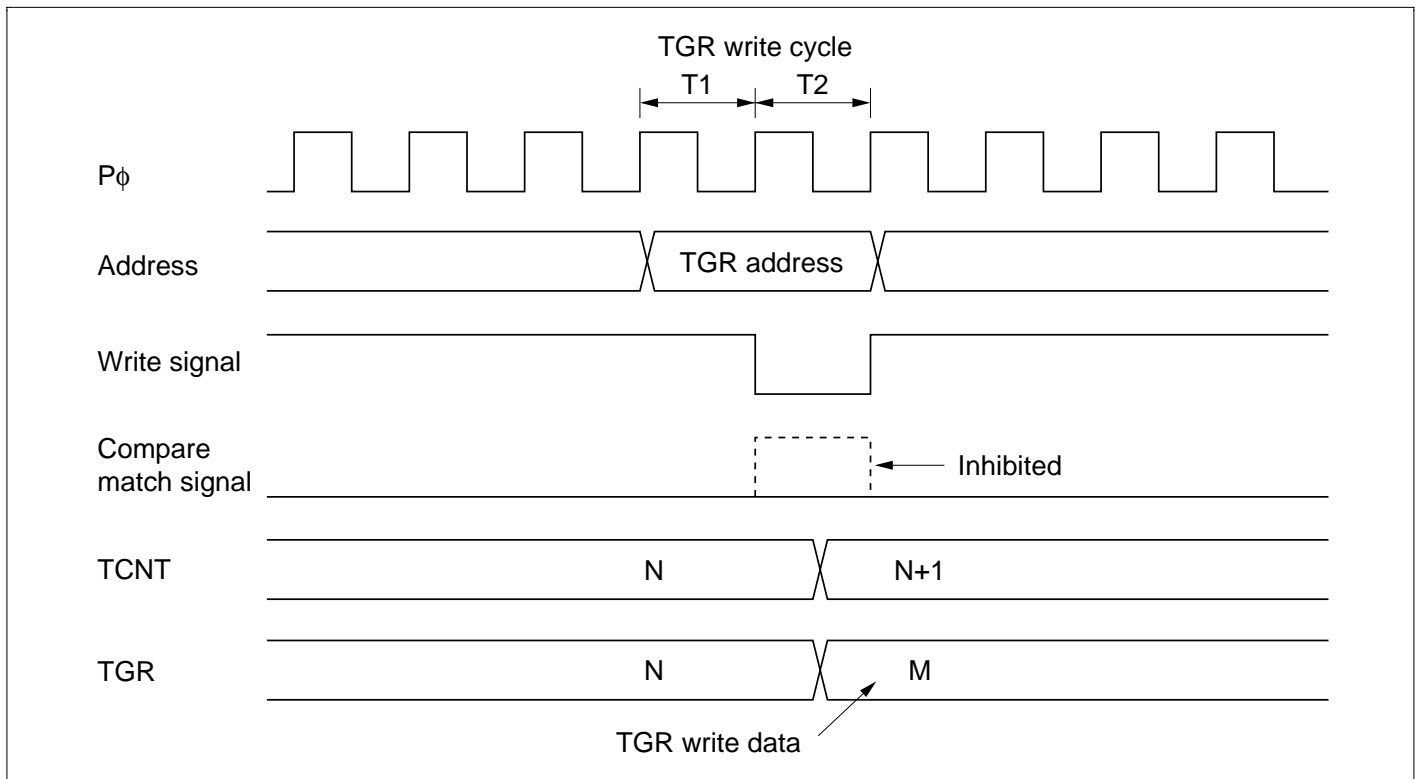 TGR write cycle
T1 T2
Pϕ
Address TGR address
Write signal
Compare
match signal Inhibited
TCNT N N+1
TGR N M
TGR write data